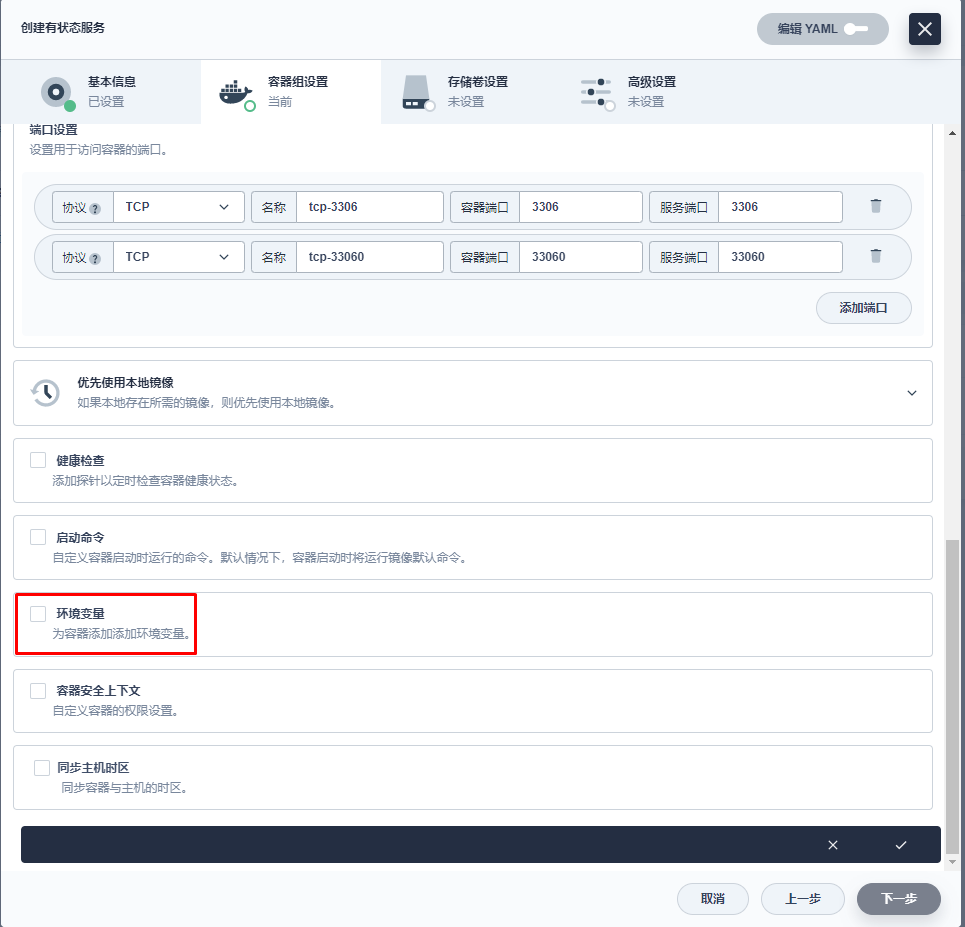 创建有状态服务
编辑 YAML
基本信息
已设置
容器组设置
当前
存储卷设置
未设置
高级设置
未设置
端口设置
设置用于访问容器的端口。
协议 ? TCP 名称 tcp-3306 容器端口 3306 服务端口 3306
协议 ? TCP 名称 tcp-33060 容器端口 33060 服务端口 33060
添加端口
优先使用本地镜像
如果本地存在所需的镜像，则优先使用本地镜像。
健康检查
添加探针以定时检查容器健康状态。
启动命令
自定义容器启动时运行的命令。默认情况下，容器启动时将运行镜像默认命令。
环境变量
为容器添加添加环境变量。
容器安全上下文
自定义容器的权限设置。
同步主机时区
同步容器与主机的时区。
取消
上一步
下一步